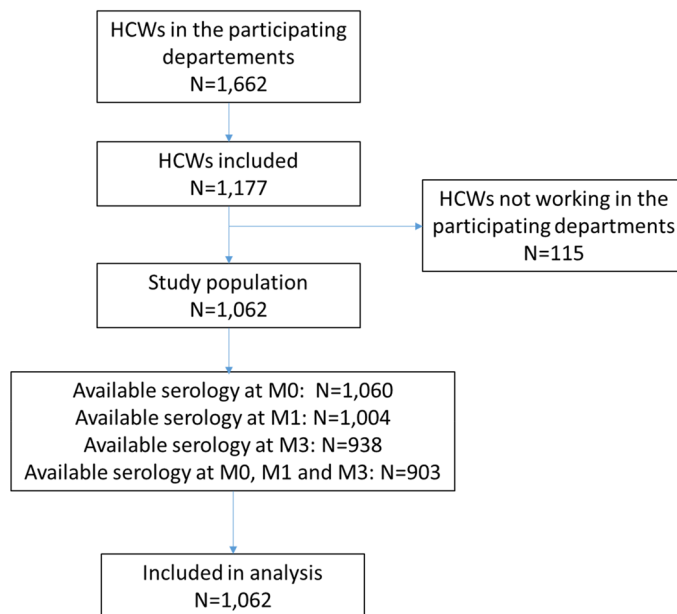 HCWs in the participating
departements
N=1,662
HCWs included
N=1,177
HCWs not working in the
participating departments
N=115
Study population
N=1,062
Available serology at M0:  N=1,060
Available serology at M1: N=1,004
Available serology at M3: N=938
Available serology at M0, M1 and M3: N=903
Included in analysis
N=1,062